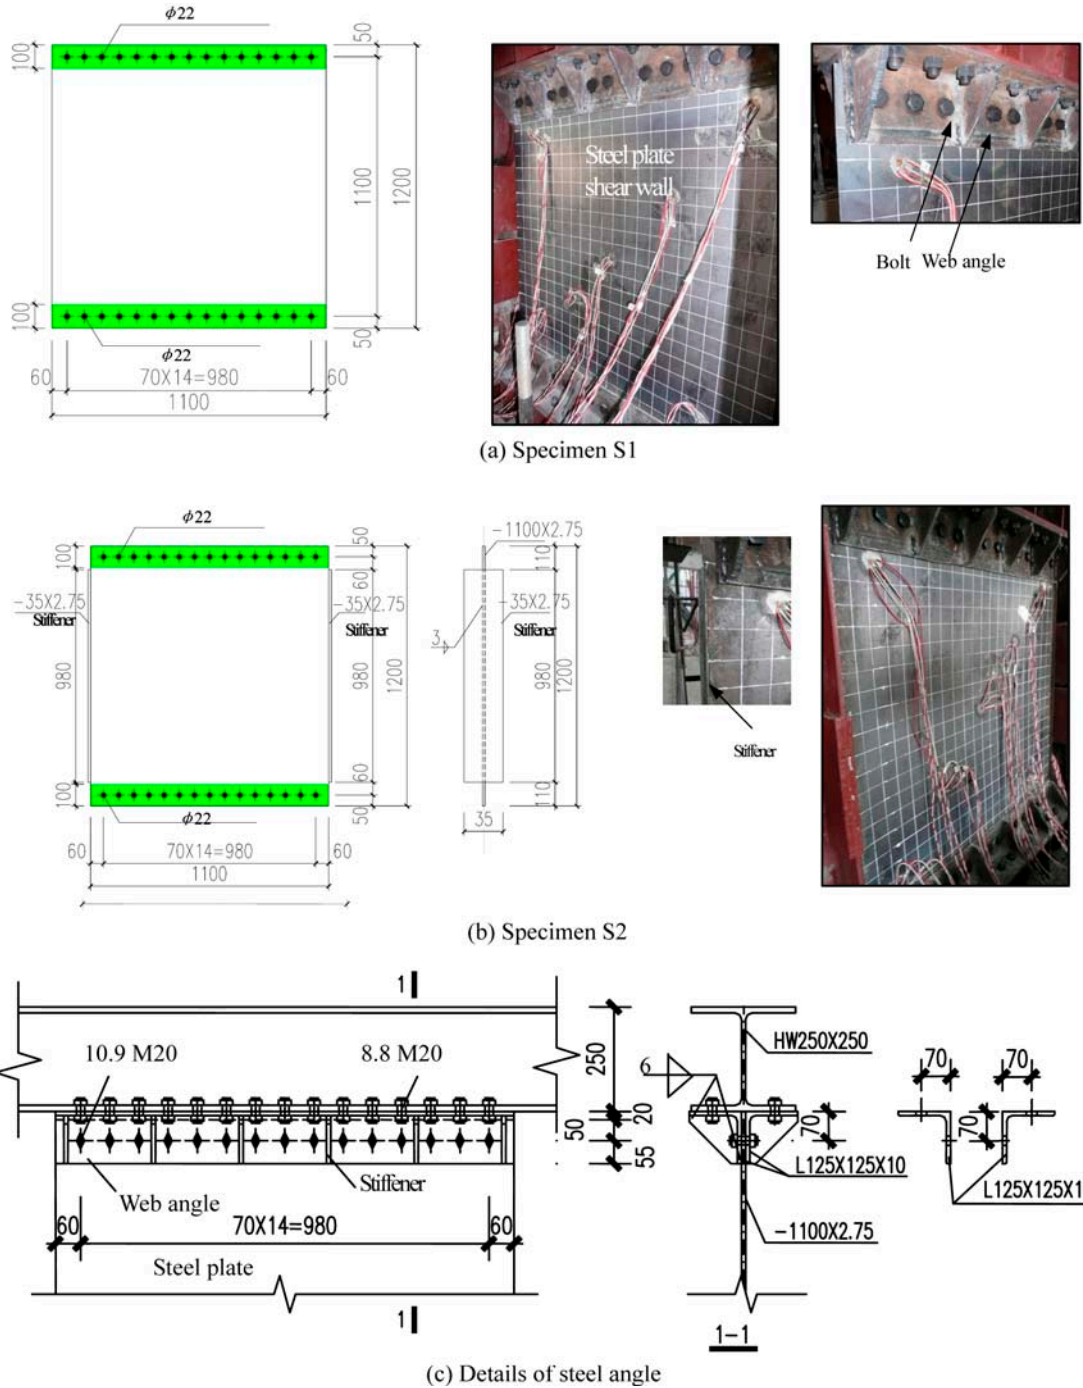 ϕ22
100
50
1100
1200
100
50
ϕ22
60
70X14=980
60
1100
Steel plate
shear wall
Bolt
Web angle
(a) Specimen S1
ϕ22
100
50
60
-35X2.75
Stiffener
-35X2.75
Stiffener
980
980
1200
60
100
50
ϕ22
60
70X14=980
60
1100
-1100X2.75
110
-35X2.75
3
980
1200
110
35
Stiffener
(b) Specimen S2
1
10.9 M20
8.8 M20
250
20
50
55
Web angle
Stiffener
60
70X14=980
60
Steel plate
1
HW250X250
6
70
L125X125X10
-1100X2.75
1-1
70
70
70
L125X125X1
(c) Details of steel angle